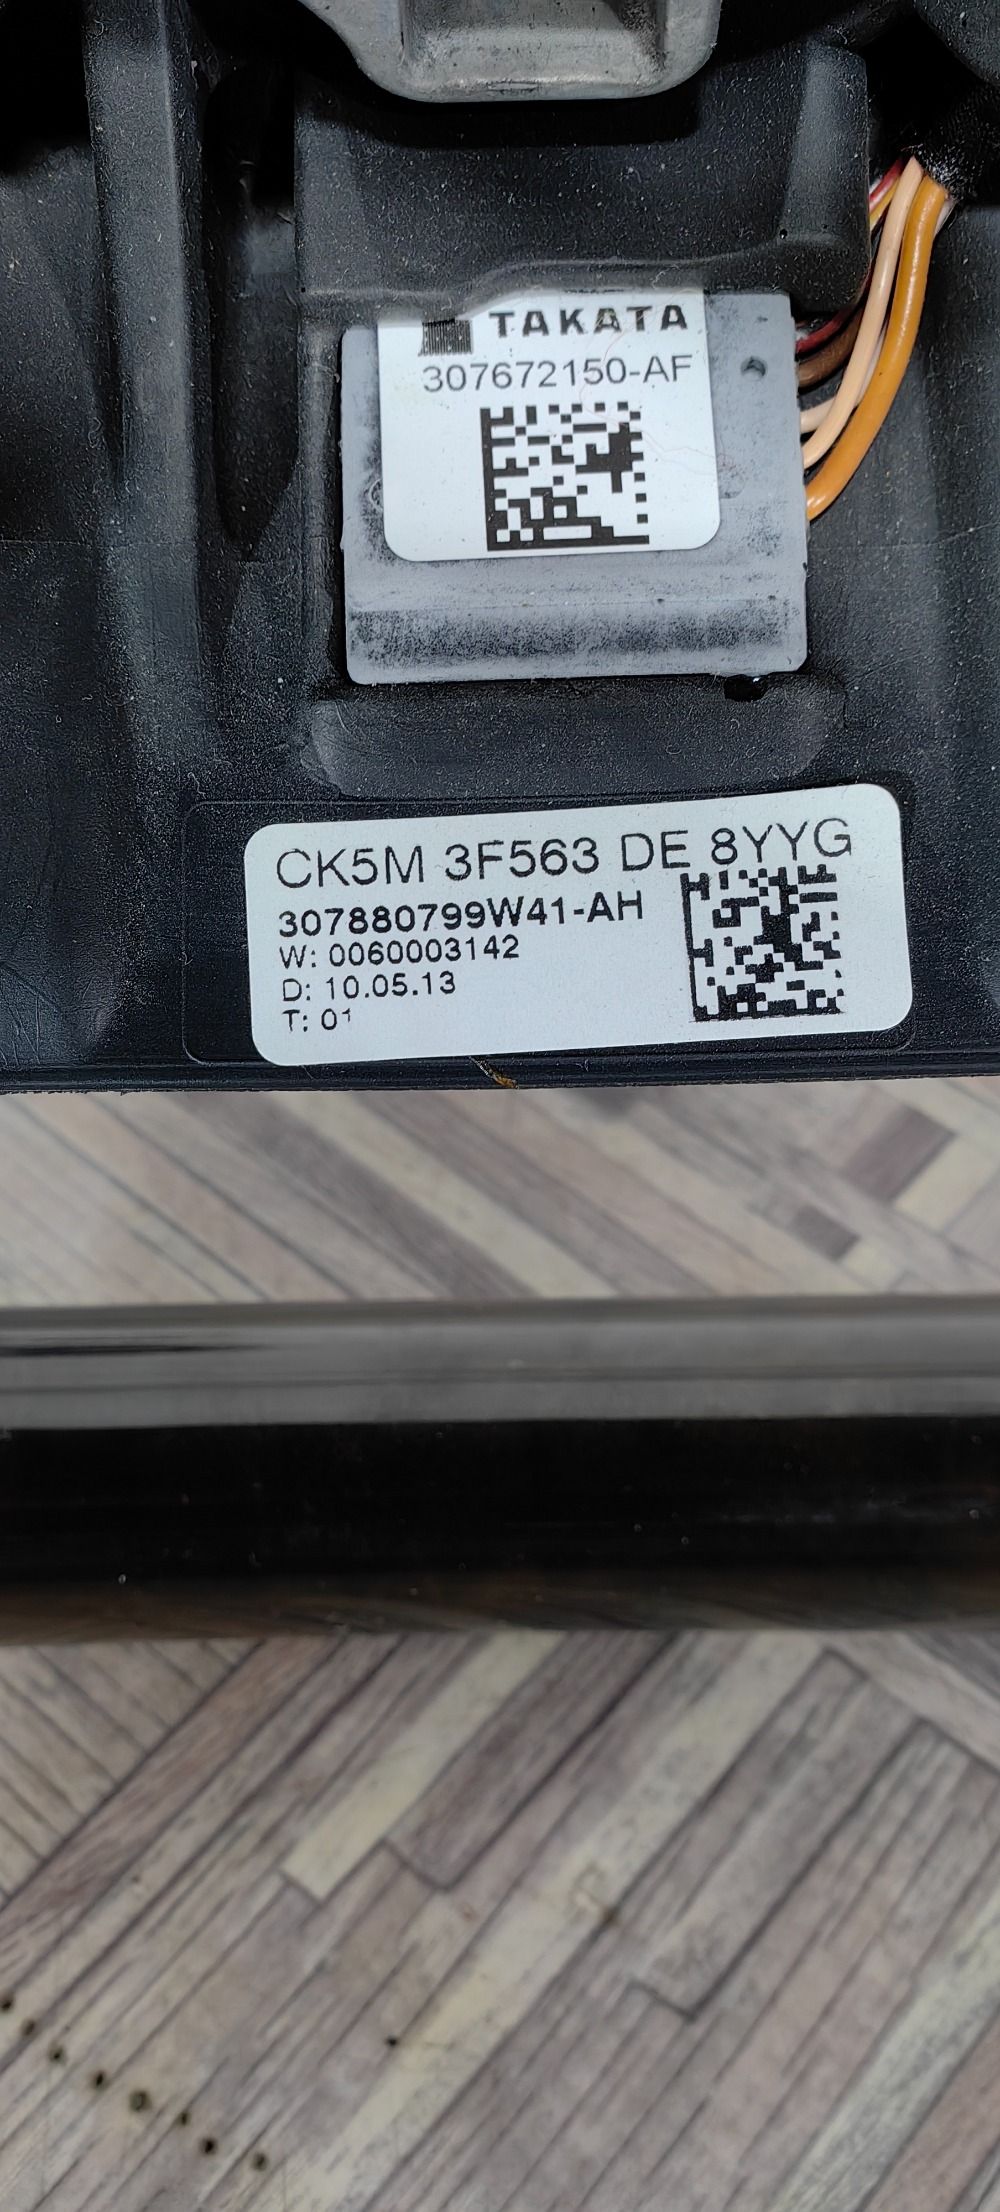 TAKATA
307672150-AF
CK5M 3F563 DE 8YYG
307880799W41-AH
W: 0060003142
D: 10.05.13
T: 01